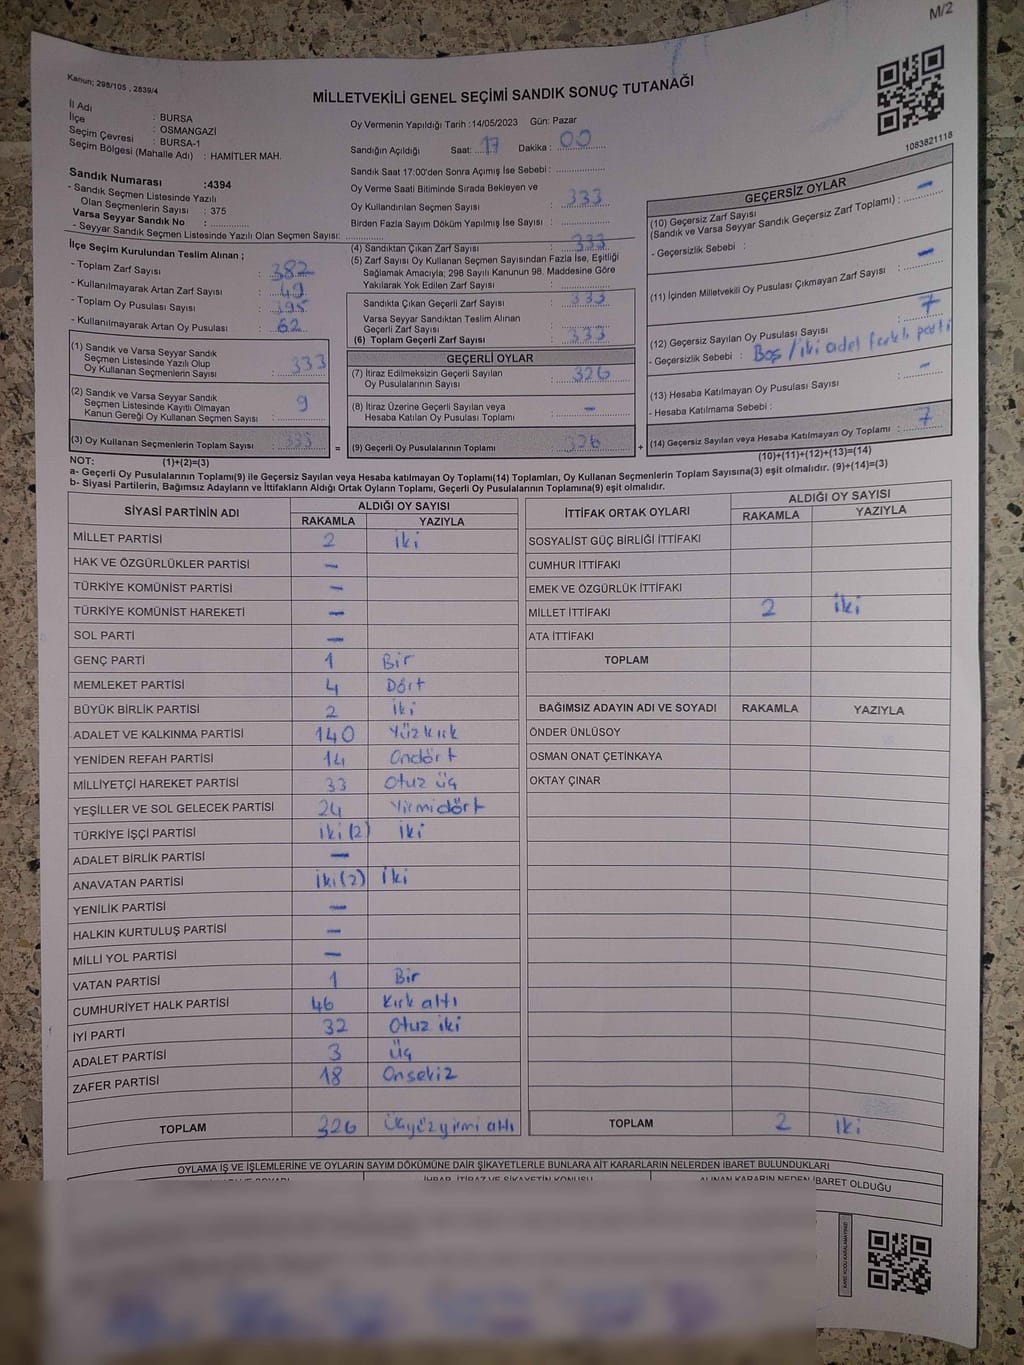 M/2
Kanun; 298/105 , 2839/4
MİLLETVEKİLİ GENEL SEÇİMİ SANDIK SONUÇ TUTANAĞI
İl Adı : BURSA
İlçe : OSMANGAZİ
Seçim Çevresi : BURSA-1
Seçim Bölgesi (Mahalle Adı) : HAMİTLER MAH.
Sandık Numarası :4394
- Sandık Seçmen Listesinde Yazılı
Olan Seçmenlerin Sayısı : 375
Varsa Seyyar Sandık No :
- Seyyar Sandık Seçmen Listesinde Yazılı Olan Seçmen Sayısı:
İlçe Seçim Kurulundan Teslim Alınan ;
- Toplam Zarf Sayısı : 382
- Kullanılmayarak Artan Zarf Sayısı : 49
- Toplam Oy Pusulası Sayısı : 395
- Kullanılmayarak Artan Oy Pusulası : 62
(1) Sandık ve Varsa Seyyar Sandık
Seçmen Listesinde Yazılı Olup
Oy Kullanan Seçmenlerin Sayısı : 333
(2) Sandık ve Varsa Seyyar Sandık
Seçmen Listesinde Kayıtlı Olmayan
Kanun Gereği Oy Kullanan Seçmen Sayısı : 9
(3) Oy Kullanan Seçmenlerin Toplam Sayısı : 333
(1)+(2)=(3)
Oy Vermenin Yapıldığı Tarih :14/05/2023 Gün: Pazar
Sandığın Açıldığı Saat: 17 Dakika : 00
Sandık Saat 17:00'den Sonra Açımış İse Sebebi :
Oy Verme Saati Bitiminde Sırada Bekleyen ve
Oy Kullandırılan Seçmen Sayısı : 333
Birden Fazla Sayım Döküm Yapılmış İse Sayısı :
(4) Sandıktan Çıkan Zarf Sayısı : 333
(5) Zarf Sayısı Oy Kullanan Seçmen Sayısından Fazla İse, Eşitliği
Sağlamak Amacıyla; 298 Sayılı Kanunun 98. Maddesine Göre
Yakılarak Yok Edilen Zarf Sayısı :
Sandıkta Çıkan Geçerli Zarf Sayısı : 333
Varsa Seyyar Sandıktan Teslim Alınan
Geçerli Zarf Sayısı :
(6) Toplam Geçerli Zarf Sayısı : 333
GEÇERLİ OYLAR
(7) İtiraz Edilmeksizin Geçerli Sayılan
Oy Pusulalarının Sayısı : 326
(8) İtiraz Üzerine Geçerli Sayılan veya
Hesaba Katılan Oy Pusulası Toplamı : -
= (9) Geçerli Oy Pusulalarının Toplamı : 326 +
1083821118
GEÇERSİZ OYLAR
(10) Geçersiz Zarf Sayısı
(Sandık ve Varsa Seyyar Sandık Geçersiz Zarf Toplamı) : -
- Geçersizlik Sebebi :
(11) İçinden Milletvekili Oy Pusulası Çıkmayan Zarf Sayısı : -
(12) Geçersiz Sayılan Oy Pusulası Sayısı : 7
- Geçersizlik Sebebi : Boş / iki adet farklı parti
(13) Hesaba Katılmayan Oy Pusulası Sayısı : -
- Hesaba Katılmama Sebebi :
(14) Geçersiz Sayılan veya Hesaba Katılmayan Oy Toplamı : 7
(10)+(11)+(12)+(13)=(14)
NOT:
a- Geçerli Oy Pusulalarının Toplamı(9) ile Geçersiz Sayılan veya Hesaba katılmayan Oy Toplamı(14) Toplamları, Oy Kullanan Seçmenlerin Toplam Sayısına(3) eşit olmalıdır. (9)+(14)=(3)
b- Siyasi Partilerin, Bağımsız Adayların ve İttifakların Aldığı Ortak Oyların Toplamı, Geçerli Oy Pusulalarının Toplamına(9) eşit olmalıdır.
SİYASİ PARTİNİN ADI ALDIĞI OY SAYISI
RAKAMLA YAZIYLA
MİLLET PARTİSİ 2 iki
HAK VE ÖZGÜRLÜKLER PARTİSİ -
TÜRKİYE KOMÜNİST PARTİSİ -
TÜRKİYE KOMÜNİST HAREKETİ -
SOL PARTİ -
GENÇ PARTİ 1 Bir
MEMLEKET PARTİSİ 4 Dört
BÜYÜK BİRLİK PARTİSİ 2 İki
ADALET VE KALKINMA PARTİSİ 140 Yüzkırk
YENİDEN REFAH PARTİSİ 14 Ondört
MİLLİYETÇİ HAREKET PARTİSİ 33 Otuz üç
YEŞİLLER VE SOL GELECEK PARTİSİ 24 Yirmidört
TÜRKİYE İŞÇİ PARTİSİ iki (2) iki
ADALET BİRLİK PARTİSİ -
ANAVATAN PARTİSİ iki (2) iki
YENİLİK PARTİSİ -
HALKIN KURTULUŞ PARTİSİ -
MİLLİ YOL PARTİSİ -
VATAN PARTİSİ 1 Bir
CUMHURİYET HALK PARTİSİ 46 Kırk altı
İYİ PARTİ 32 Otuz iki
ADALET PARTİSİ 3 Üç
ZAFER PARTİSİ 18 Onsekiz
TOPLAM 326 Üçyüzyirmi altı
İTTİFAK ORTAK OYLARI ALDIĞI OY SAYISI
RAKAMLA YAZIYLA
SOSYALİST GÜÇ BİRLİĞİ İTTİFAKI
CUMHUR İTTİFAKI
EMEK VE ÖZGÜRLÜK İTTİFAKI
MİLLET İTTİFAKI 2 iki
ATA İTTİFAKI
TOPLAM
BAĞIMSIZ ADAYIN ADI VE SOYADI RAKAMLA YAZIYLA
ÖNDER ÜNLÜSOY
OSMAN ONAT ÇETİNKAYA
OKTAY ÇINAR
TOPLAM 2 iki
OYLAMA İŞ VE İŞLEMLERİNE VE OYLARIN SAYIM DÖKÜMÜNE DAİR ŞİKAYETLERLE BUNLARA AİT KARARLARIN NELERDEN İBARET BULUNDUKLARI
İHBAR, İTİRAZ VE ŞİKAYETİN KONUSU ALINAN KARARIN NEDEN İBARET OLDUĞU